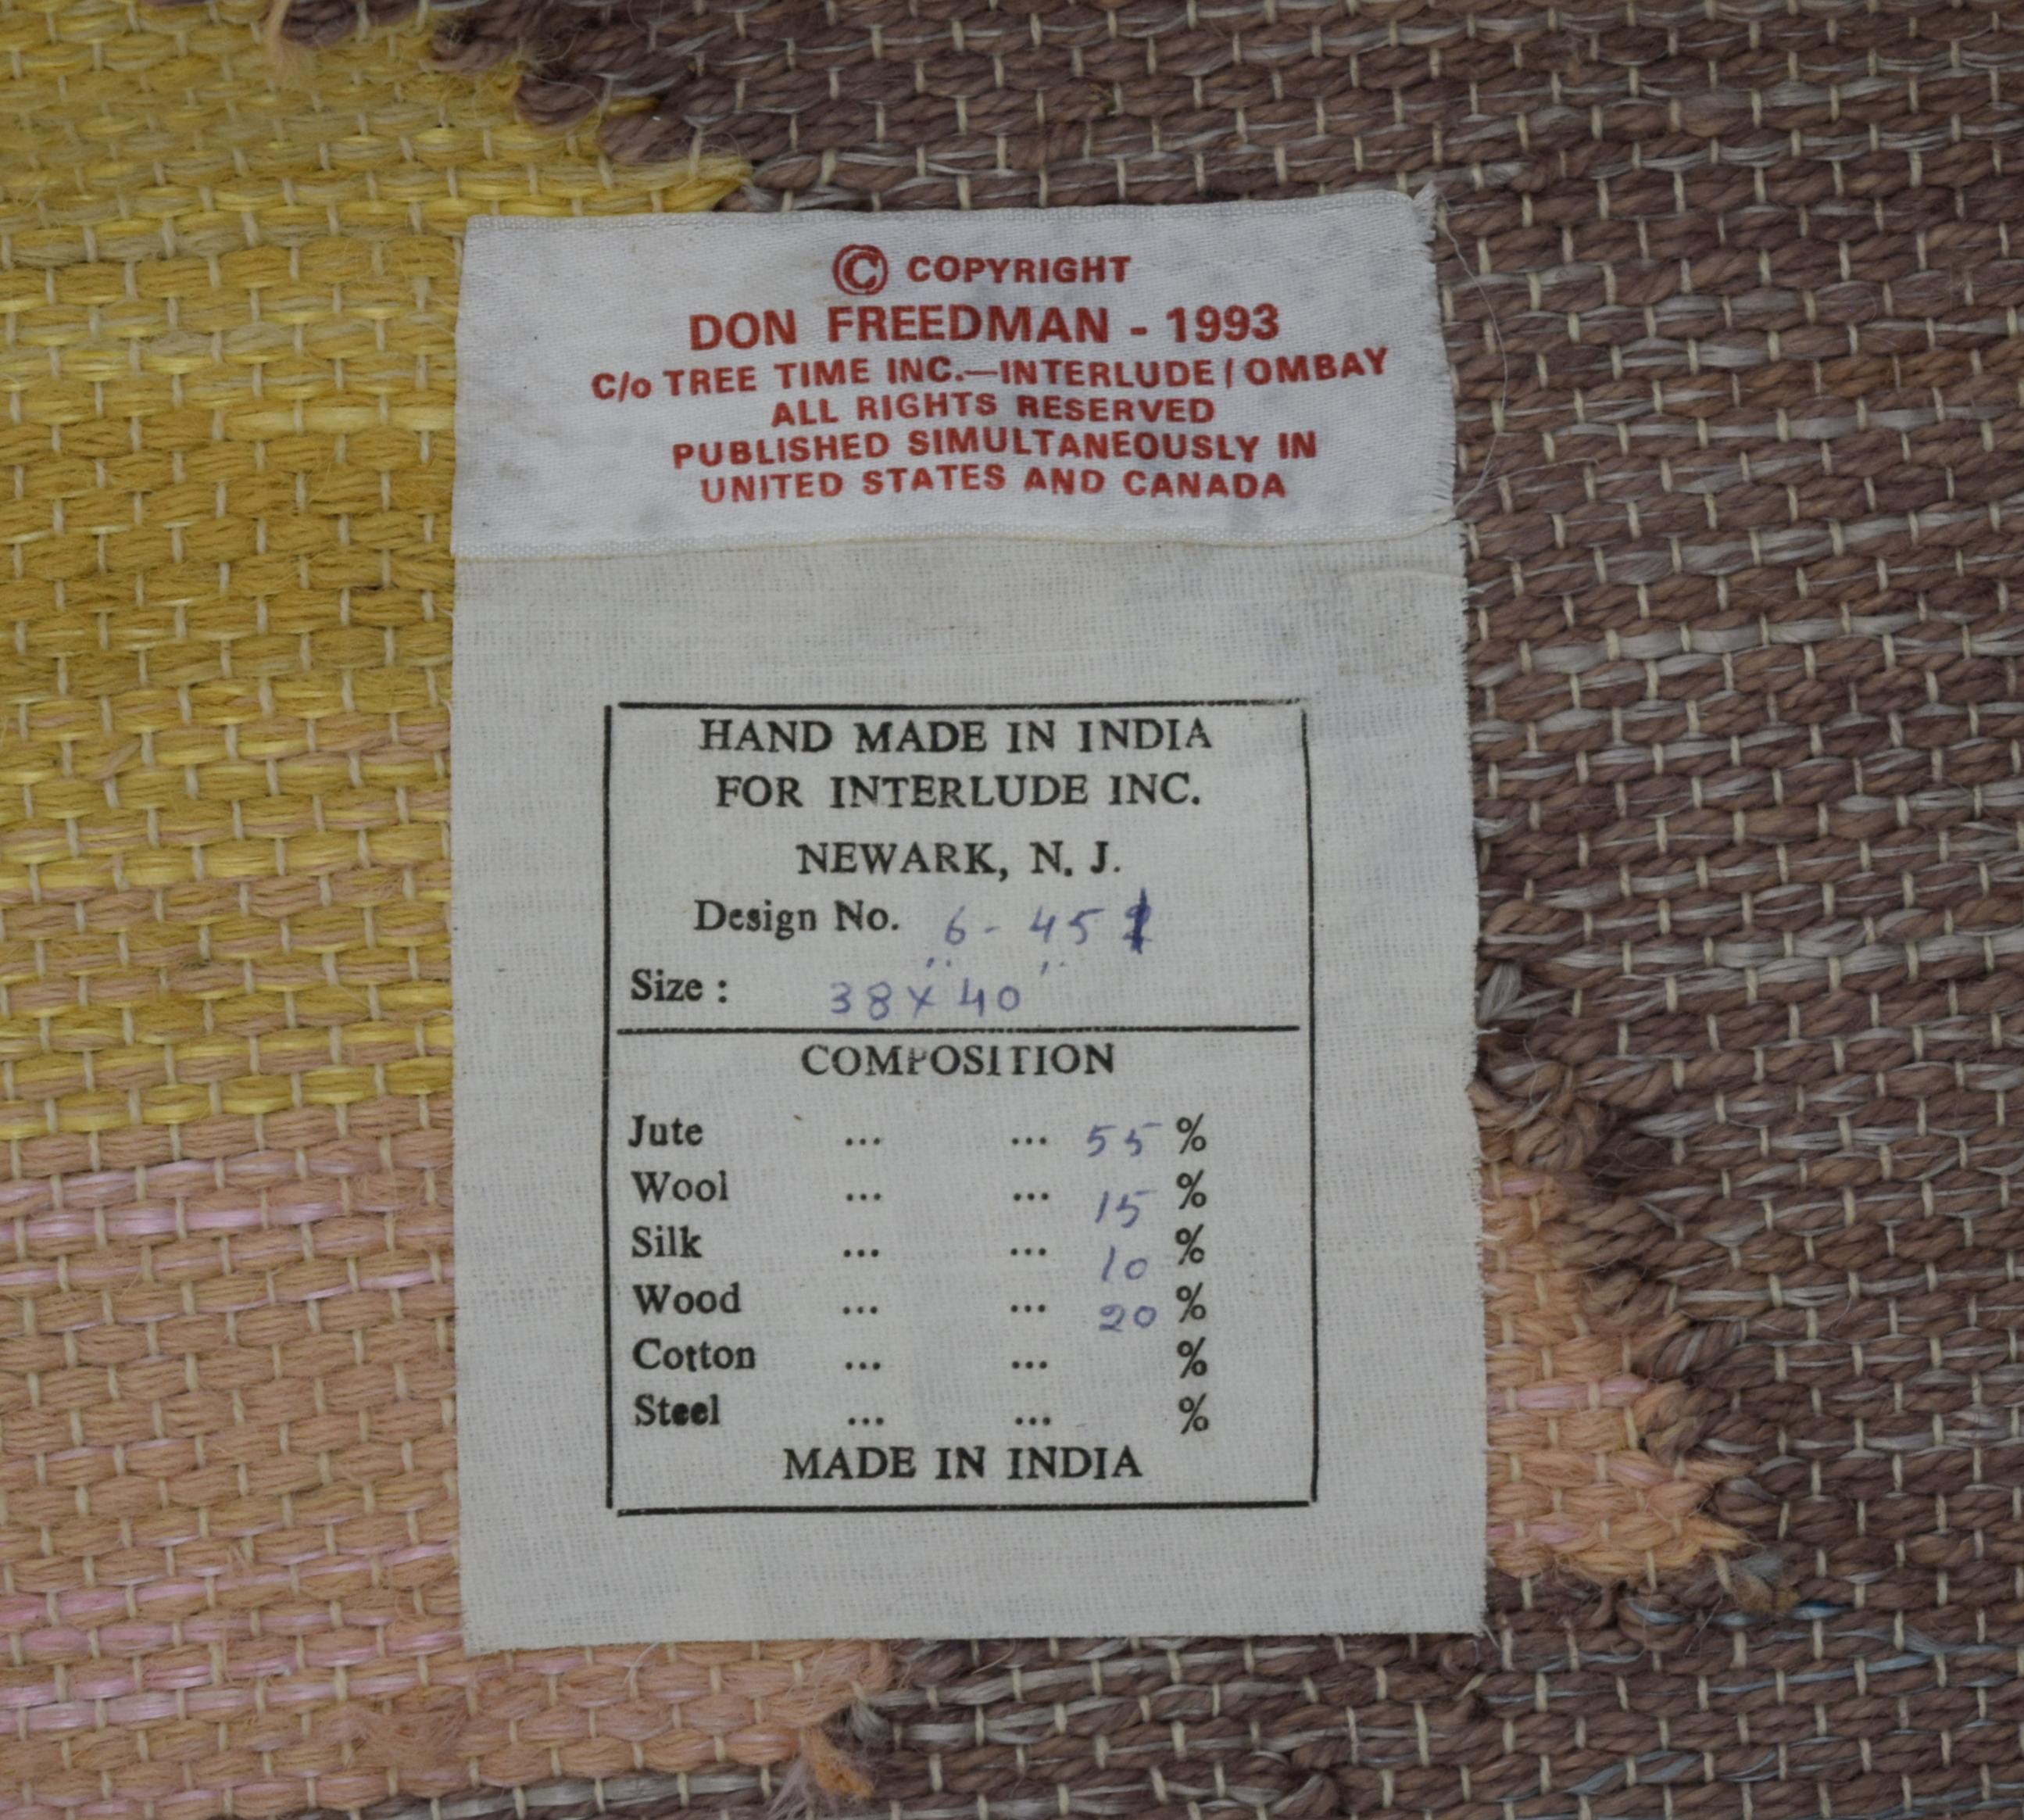 © COPYRIGHT
DON FREEDMAN - 1993
C/o TREE TIME INC.—INTERLUDE / OMBAY
ALL RIGHTS RESERVED
PUBLISHED SIMULTANEOUSLY IN
UNITED STATES AND CANADA
HAND MADE IN INDIA
FOR INTERLUDE INC.
NEWARK, N. J.
Design No. 6-45
Size : 38" x 40"
COMPOSITION
Jute ... ... 55 %
Wool ... ... 15 %
Silk ... ... 10 %
Wood ... ... 20 %
Cotton ... ... %
Steel ... ... %
MADE IN INDIA